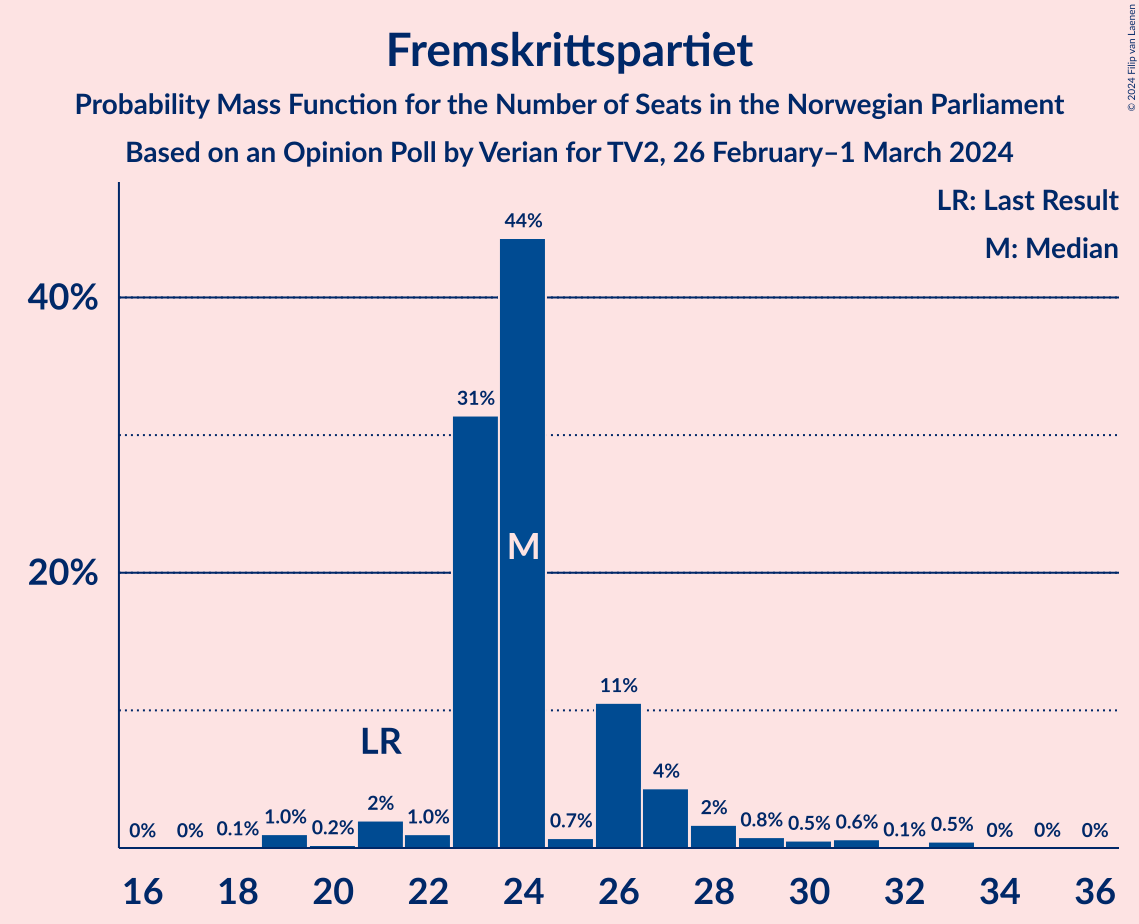 Fremskrittspartiet
Probability Mass Function for the Number of Seats in the Norwegian Parliament
Based on an Opinion Poll by Verian for TV2, 26 February–1 March 2024
© 2024 Filip van Laenen
LR: Last Result
M: Median
40%
20%
0% 0% 0.1% 1.0% 0.2% 2% 1.0% 31% 44% 0.7% 11% 4% 2% 0.8% 0.5% 0.6% 0.1% 0.5% 0% 0% 0%
LR
M
16 18 20 22 24 26 28 30 32 34 36